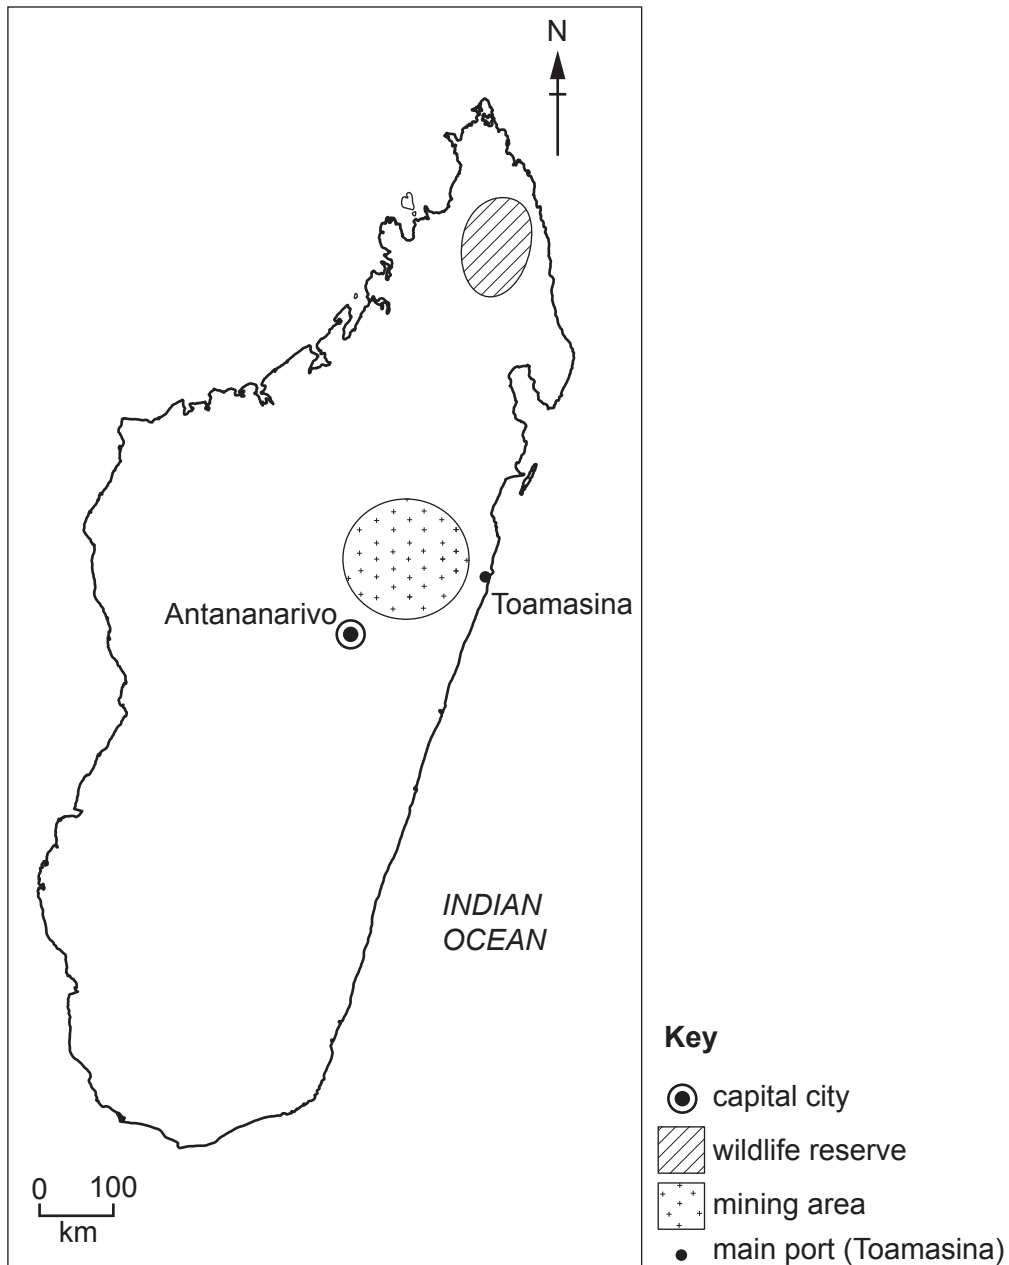 N
Antananarivo
Toamasina
INDIAN
OCEAN
Key
capital city
wildlife reserve
mining area
main port (Toamasina)
0 100
km